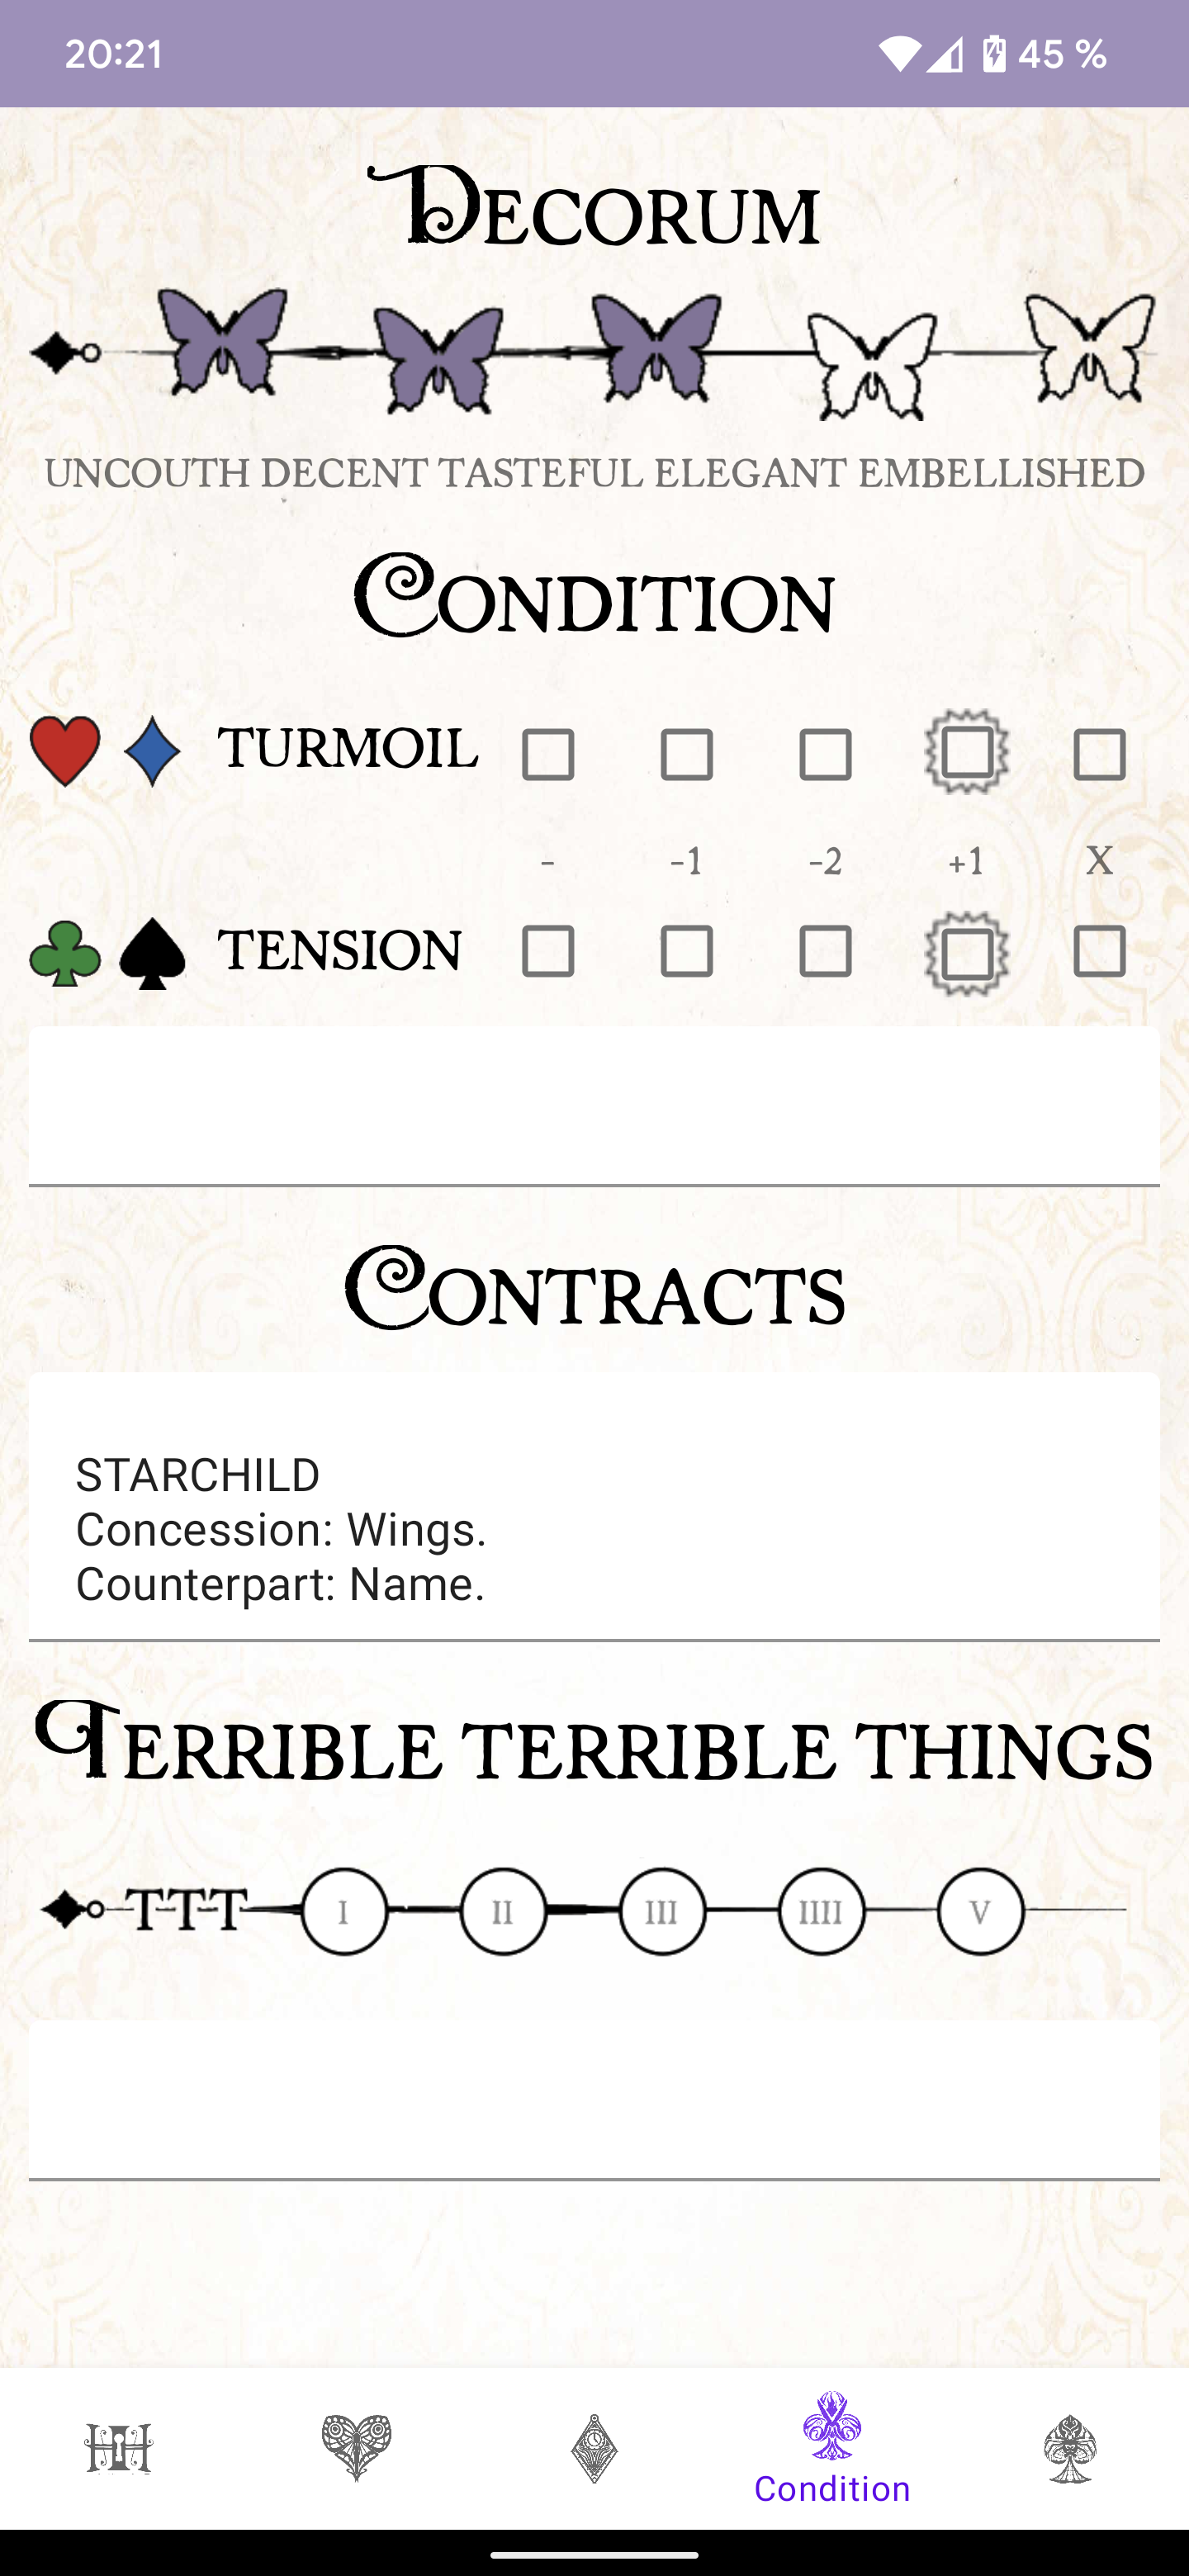 20:21
45 %
DECORUM
UNCOUTH DECENT TASTEFUL ELEGANT EMBELLISHED
CONDITION
TURMOIL
- -1 -2 +1 X
TENSION
CONTRACTS
STARCHILD
Concession: Wings.
Counterpart: Name.
TERRIBLE TERRIBLE THINGS
TTT I II III IIII V
Condition